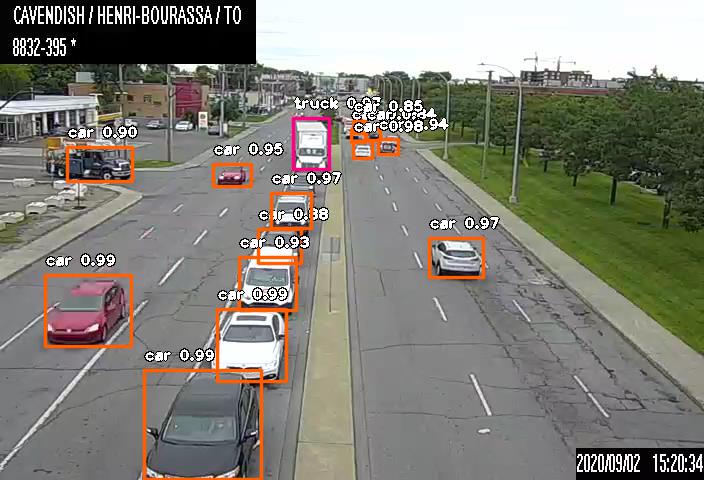 CAVENDISH / HENRI-BOURASSA / TO
8832-395 *
truck 0.97
car 0.85
car 0.90
car 0.95
car 0.97
car 0.88
car 0.97
car 0.93
car 0.99
car 0.99
car 0.99
2020/09/02 15:20:34